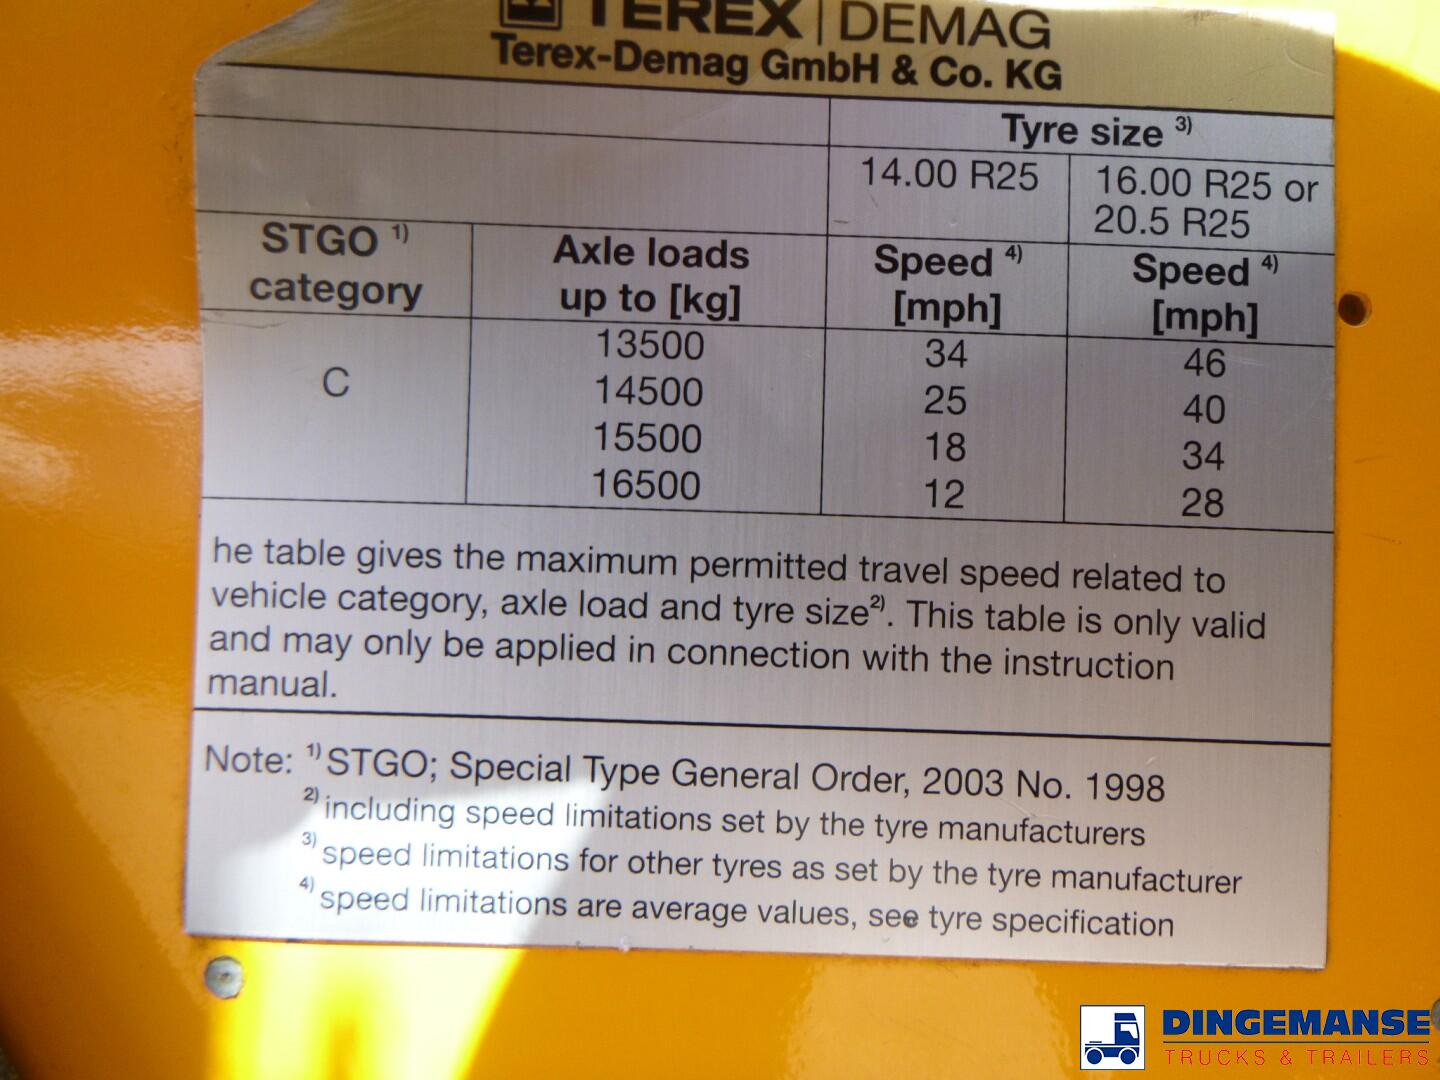 TEREX | DEMAG
Terex-Demag GmbH & Co. KG
Tyre size 3)
14.00 R25
16.00 R25 or
20.5 R25
STGO 1)
category
Axle loads
up to [kg]
Speed 4)
[mph]
Speed 4)
[mph]
C
13500 34 46
14500 25 40
15500 18 34
16500 12 28
he table gives the maximum permitted travel speed related to
vehicle category, axle load and tyre size2). This table is only valid
and may only be applied in connection with the instruction
manual.
Note: 1) STGO; Special Type General Order, 2003 No. 1998
2) including speed limitations set by the tyre manufacturers
3) speed limitations for other tyres as set by the tyre manufacturer
4) speed limitations are average values, see tyre specification
DINGEMANSE
TRUCKS & TRAILERS